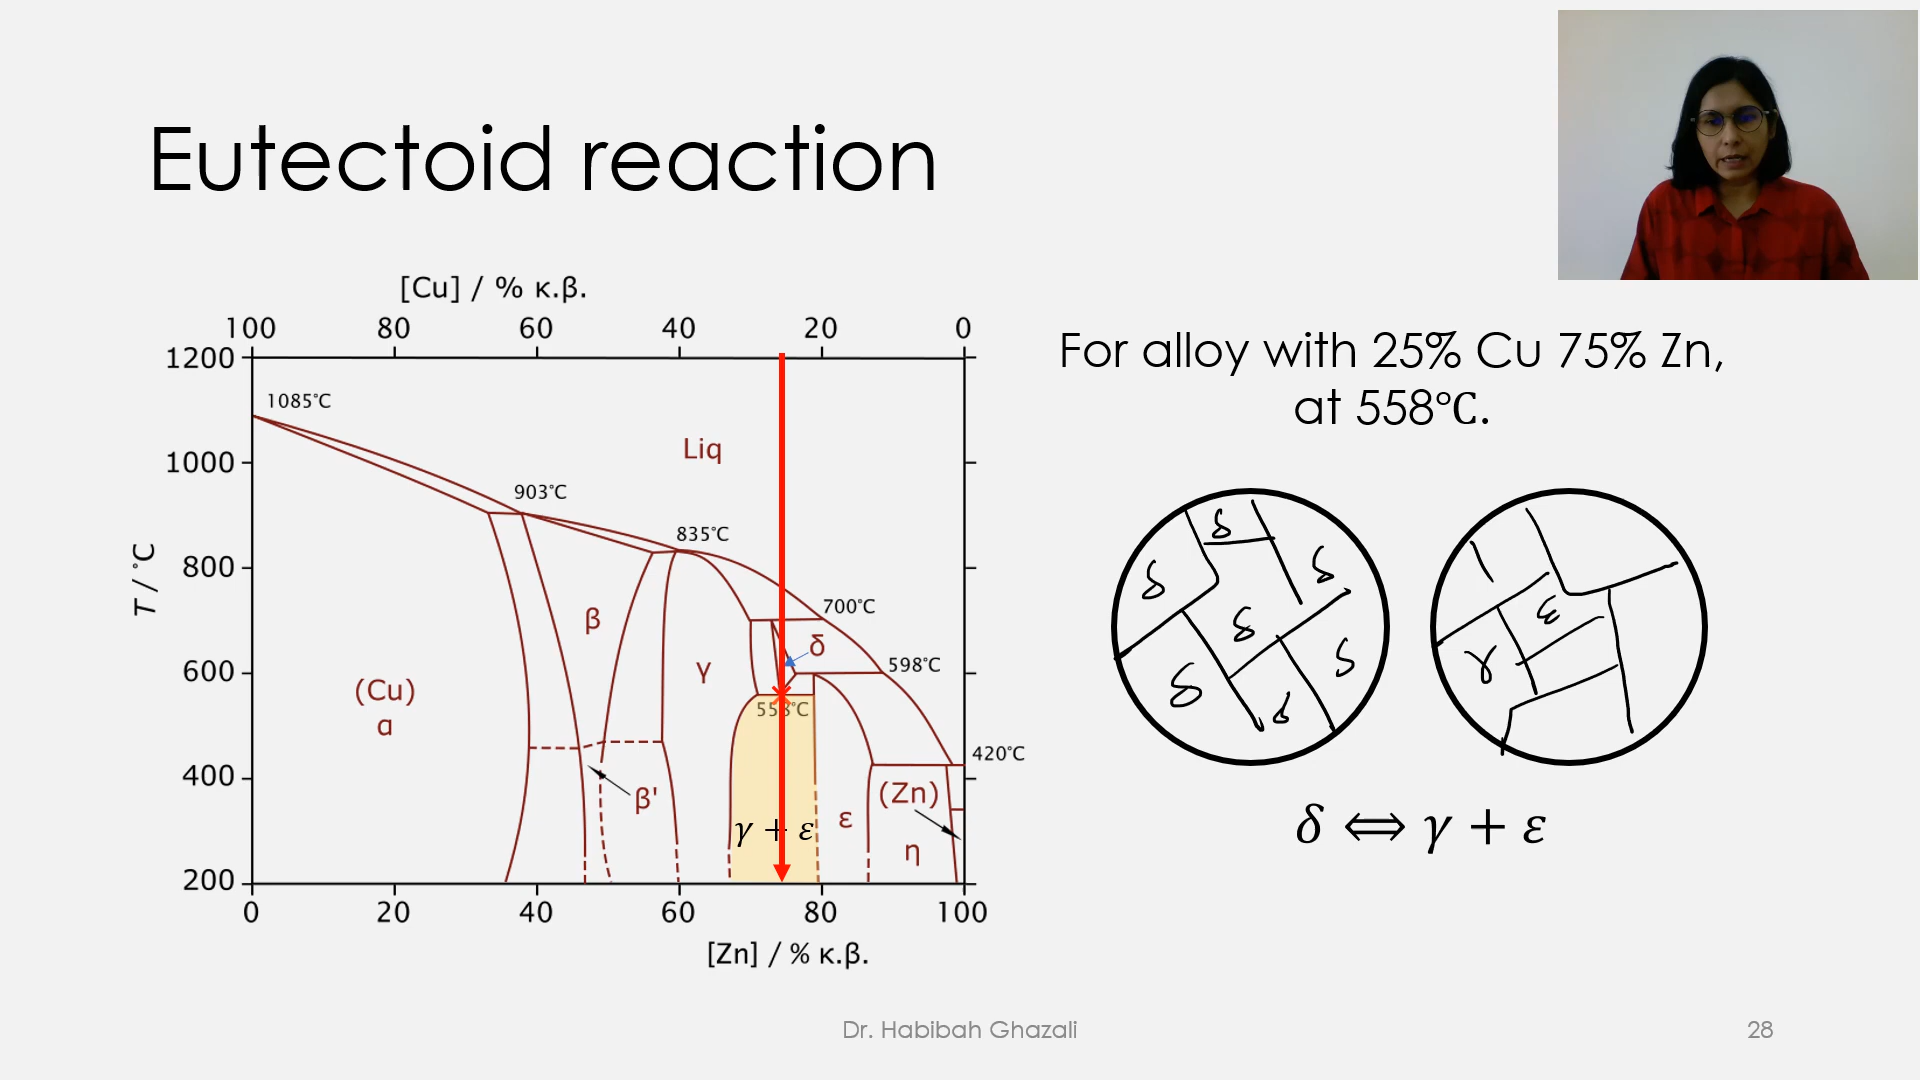 Eutectoid reaction
[Cu] / % κ.β.
100 80 60 40 20 0
1200
1000
800
600
400
200
T / °C
1085°C
903°C
835°C
700°C
598°C
558°C
420°C
Liq
(Cu)
α
β
β'
γ
δ
ε
(Zn)
η
γ + ε
0 20 40 60 80 100
[Zn] / % κ.β.
For alloy with 25% Cu 75% Zn,
at 558°C.
δ δ δ δ δ δ δ
γ ε
δ ⇔ γ + ε
Dr. Habibah Ghazali
28